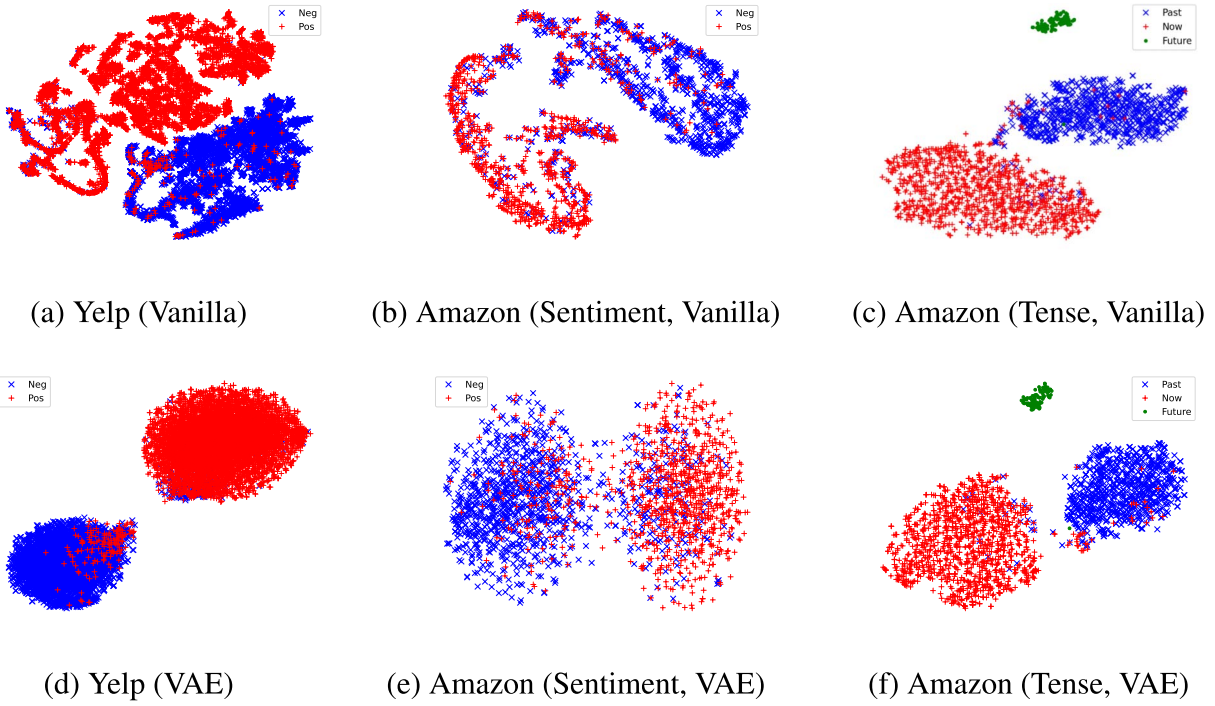 Neg
Pos
Neg
Pos
Past
Now
Future
(a) Yelp (Vanilla)
(b) Amazon (Sentiment, Vanilla)
(c) Amazon (Tense, Vanilla)
Neg
Pos
Neg
Pos
Past
Now
Future
(d) Yelp (VAE)
(e) Amazon (Sentiment, VAE)
(f) Amazon (Tense, VAE)